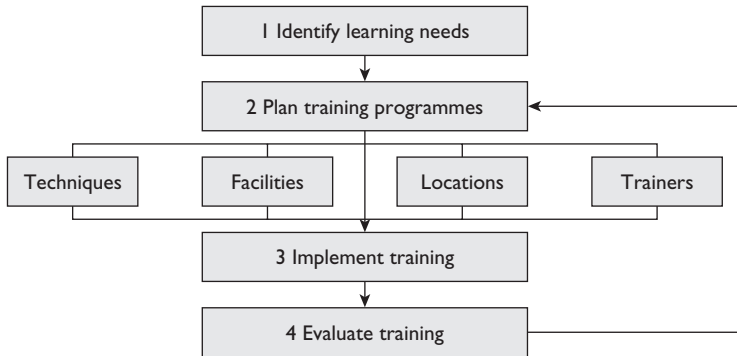 1 Identify learning needs
2 Plan training programmes
Techniques
Facilities
Locations
Trainers
3 Implement training
4 Evaluate training